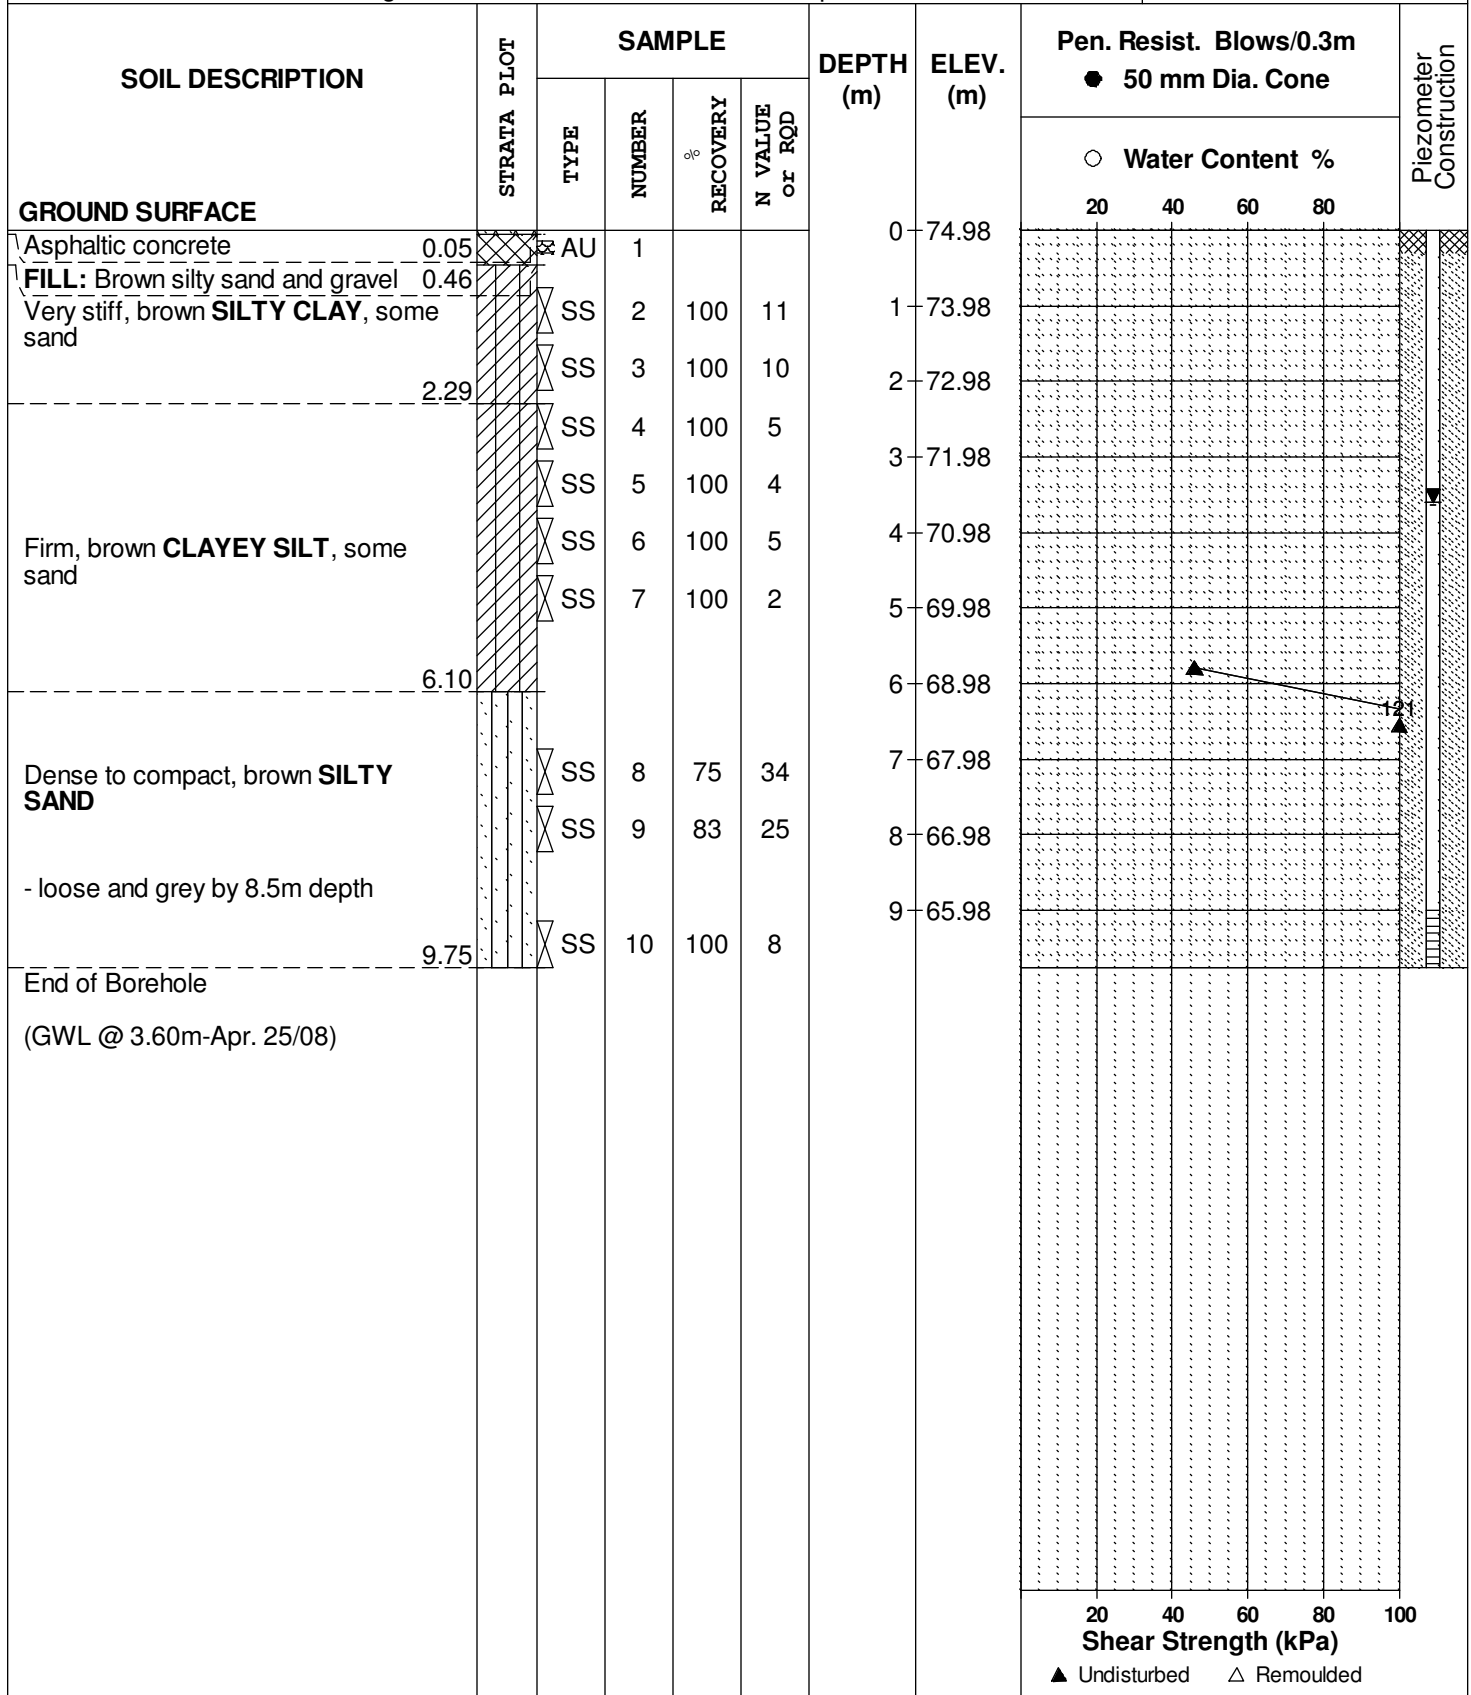 SOIL DESCRIPTION
STRATA PLOT
SAMPLE
TYPE
NUMBER
% RECOVERY
N VALUE or RQD
DEPTH (m)
ELEV. (m)
Pen. Resist. Blows/0.3m
● 50 mm Dia. Cone
○ Water Content %
20 40 60 80
Piezometer Construction
GROUND SURFACE
0 74.98
Asphaltic concrete 0.05 AU 1
FILL: Brown silty sand and gravel 0.46
Very stiff, brown SILTY CLAY, some
sand
SS 2 100 11
1 73.98
SS 3 100 10
2 72.98
2.29
SS 4 100 5
3 71.98
SS 5 100 4
Firm, brown CLAYEY SILT, some
sand
SS 6 100 5
4 70.98
SS 7 100 2
5 69.98
6.10
6 68.98
121
Dense to compact, brown SILTY
SAND
SS 8 75 34
7 67.98
SS 9 83 25
8 66.98
- loose and grey by 8.5m depth
9 65.98
SS 10 100 8
9.75
End of Borehole
(GWL @ 3.60m-Apr. 25/08)
20 40 60 80 100
Shear Strength (kPa)
▲ Undisturbed △ Remoulded